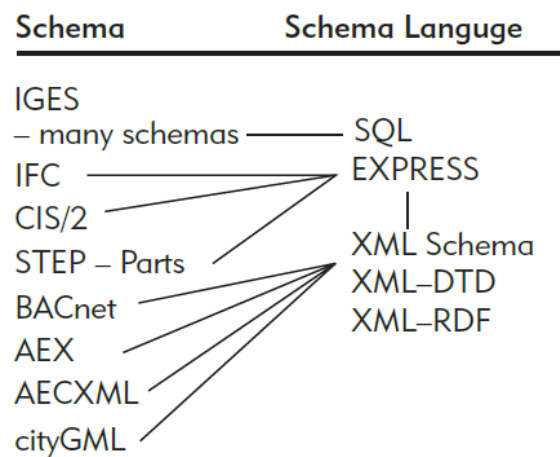 Schema Schema Languge
IGES
– many schemas SQL
IFC EXPRESS
CIS/2
STEP – Parts XML Schema
BACnet XML–DTD
AEX XML–RDF
AECXML
cityGML